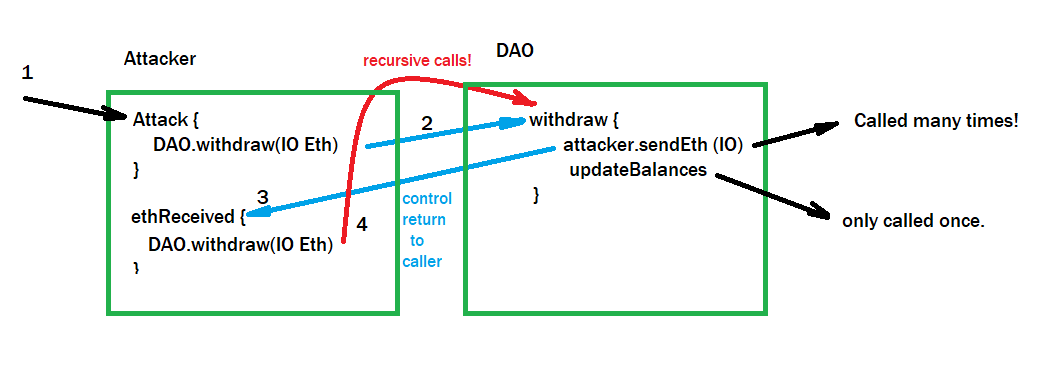 Attacker
DAO
recursive calls!
1
Attack {
DAO.withdraw(IO Eth)
}
2
withdraw {
attacker.sendEth (IO)
updateBalances
}
Called many times!
only called once.
3
ethReceived {
DAO.withdraw(IO Eth)
}
4
control
return
to
caller